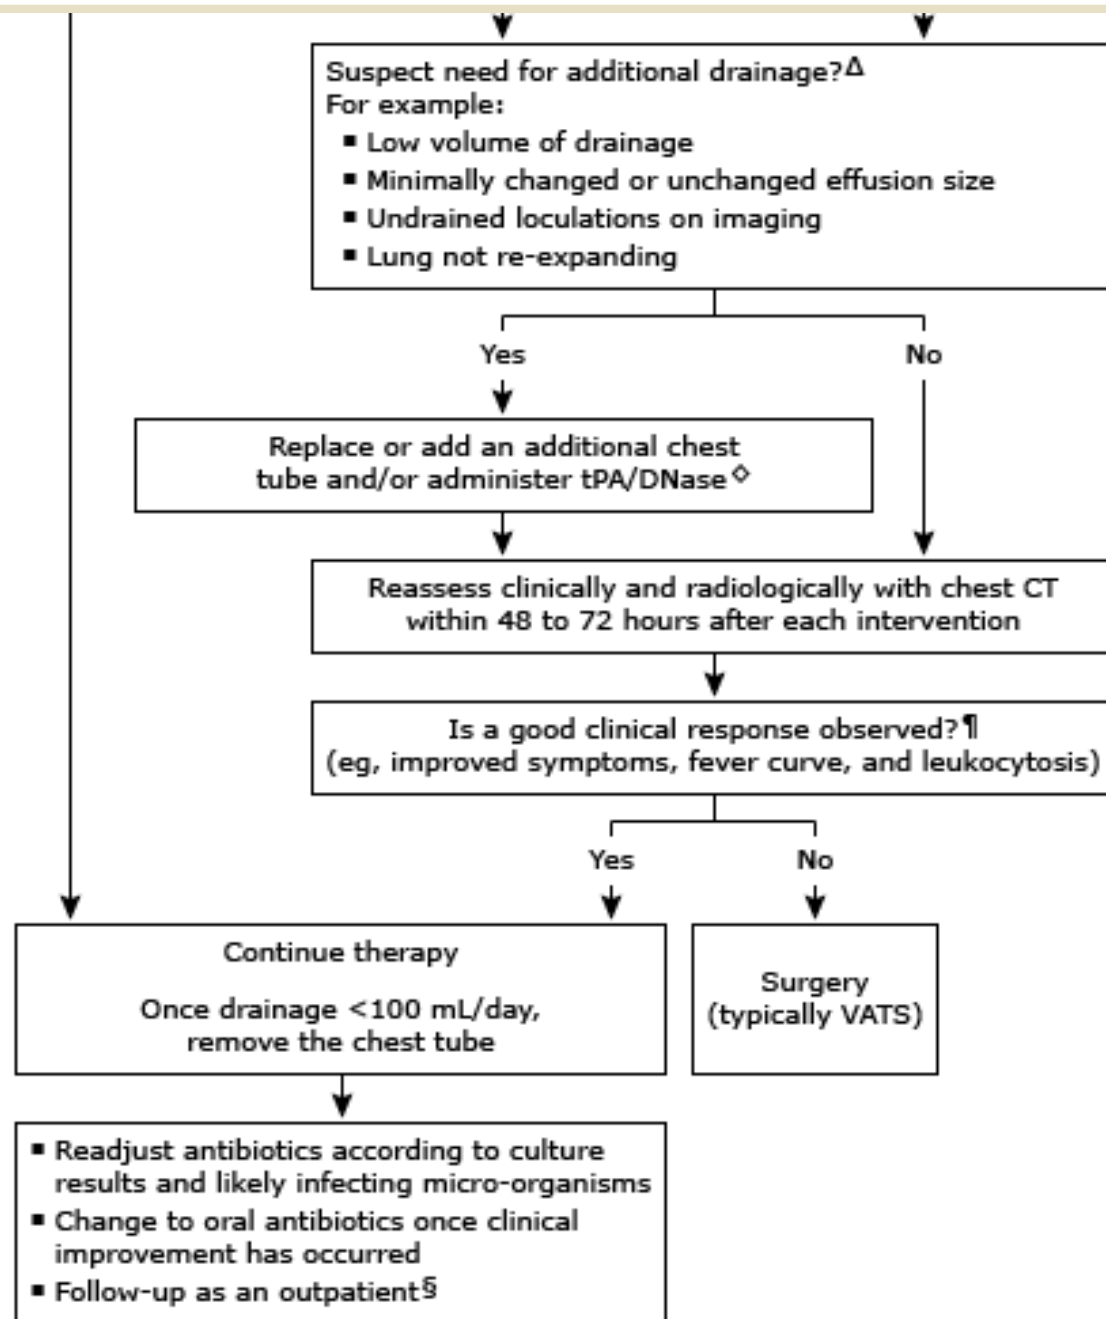 Suspect need for additional drainage?Δ
For example:
▪ Low volume of drainage
▪ Minimally changed or unchanged effusion size
▪ Undrained loculations on imaging
▪ Lung not re-expanding
Yes
No
Replace or add an additional chest
tube and/or administer tPA/DNase◇
Reassess clinically and radiologically with chest CT
within 48 to 72 hours after each intervention
Is a good clinical response observed?¶
(eg, improved symptoms, fever curve, and leukocytosis)
Yes
No
Continue therapy
Once drainage <100 mL/day,
remove the chest tube
Surgery
(typically VATS)
▪ Readjust antibiotics according to culture
results and likely infecting micro-organisms
▪ Change to oral antibiotics once clinical
improvement has occurred
▪ Follow-up as an outpatient§